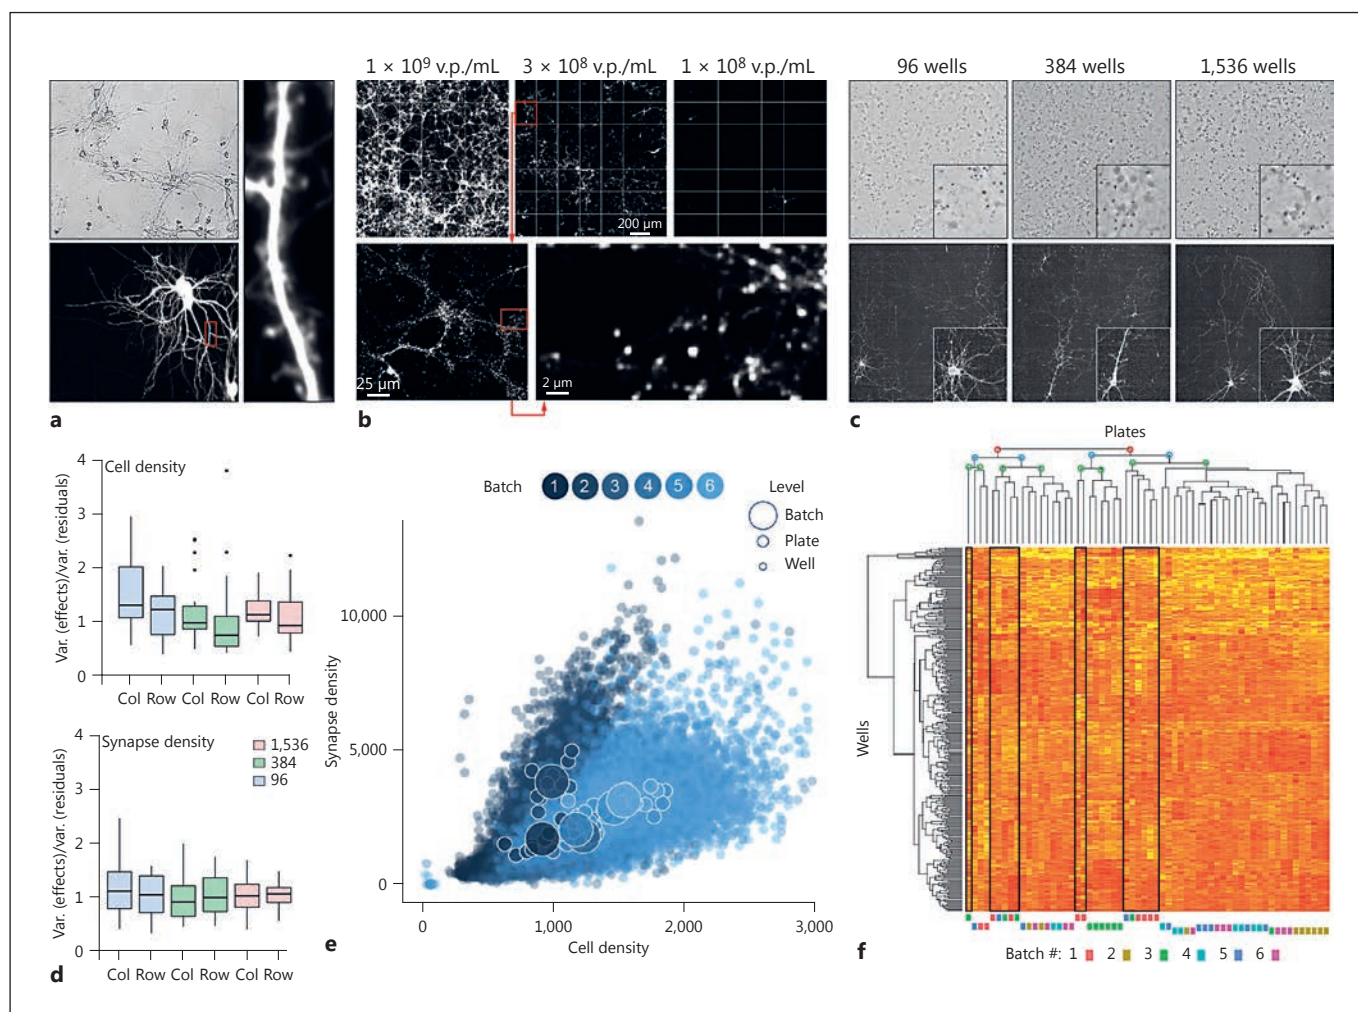 1 × 10⁹ v.p./mL 3 × 10⁸ v.p./mL 1 × 10⁸ v.p./mL
96 wells 384 wells 1,536 wells
200 µm
25 µm
2 µm
a
b
c
Cell density
Var. (effects)/var. (residuals)
4
3
2
1
0
Col Row Col Row Col Row
Synapse density
1,536
384
96
Var. (effects)/var. (residuals)
4
3
2
1
0
Col Row Col Row Col Row
d
Batch 1 2 3 4 5 6
Level
Batch
Plate
Well
Synapse density
10,000
5,000
0
0 1,000 2,000 3,000
Cell density
e
Plates
Wells
f
Batch #: 1 2 3 4 5 6